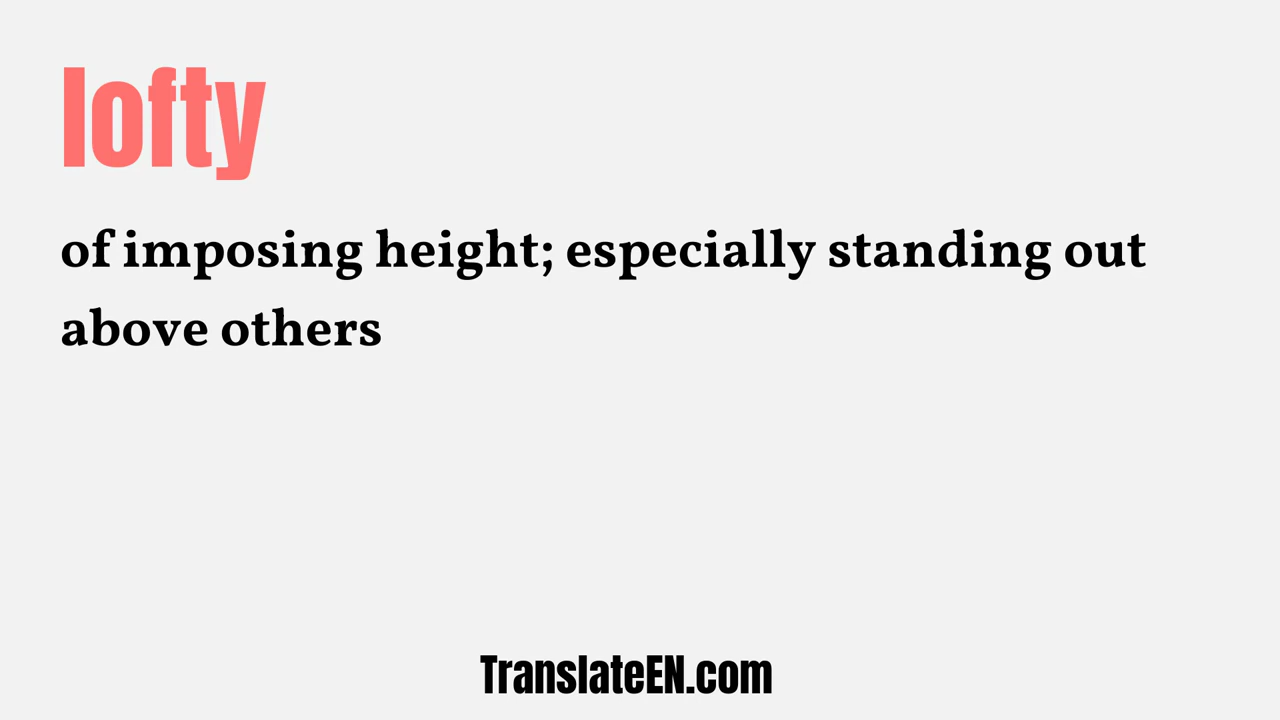 lofty
of imposing height; especially standing out
above others
TranslateEN.com